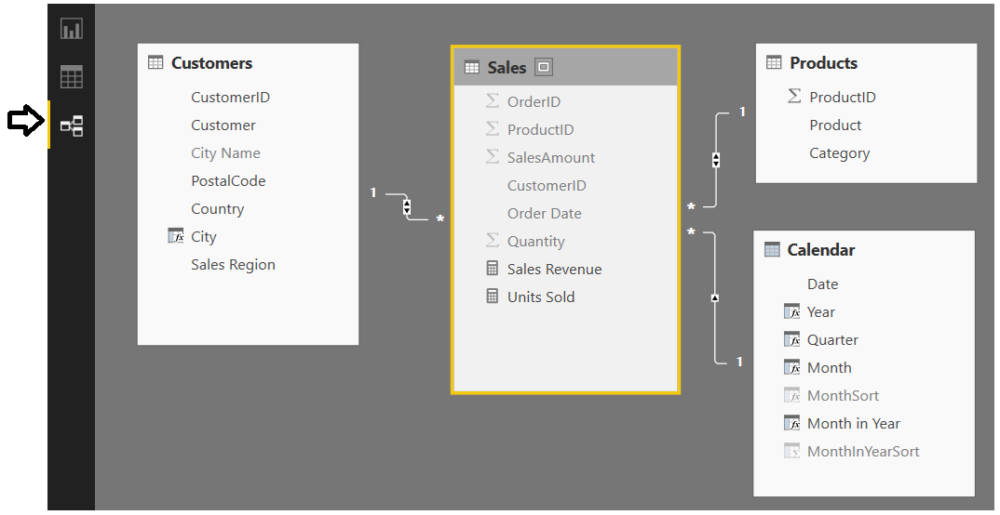 Customers
CustomerID
Customer
City Name
PostalCode
Country
City
Sales Region
1
*
Sales
OrderID
ProductID
SalesAmount
CustomerID
Order Date
Quantity
Sales Revenue
Units Sold
1
*
Products
ProductID
Product
Category
*
1
Calendar
Date
Year
Quarter
Month
MonthSort
Month in Year
MonthInYearSort